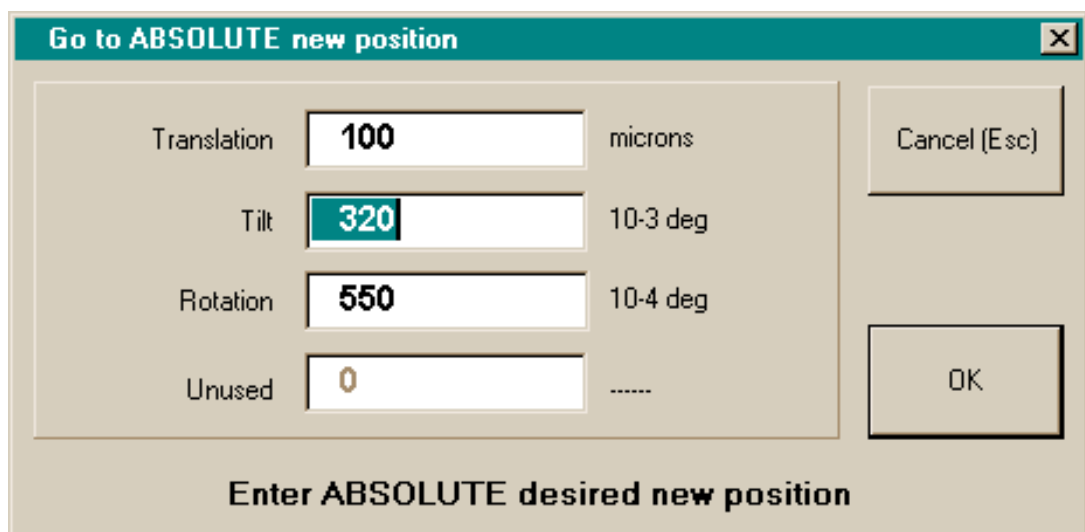 Go to ABSOLUTE new position
Translation 100 microns Cancel (Esc)
Tilt 320 10-3 deg
Rotation 550 10-4 deg
Unused 0 ------ OK
Enter ABSOLUTE desired new position